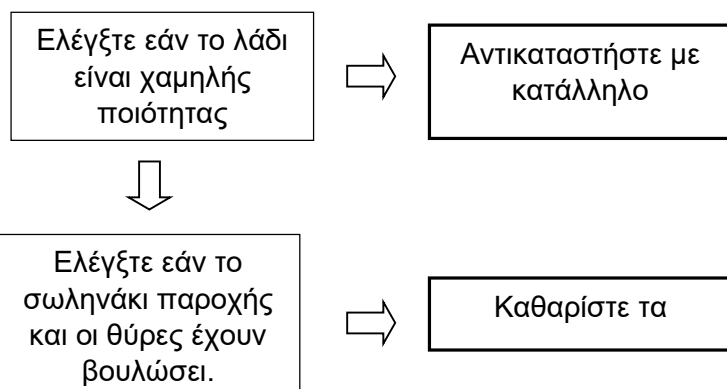 Ελέγξτε εάν το λάδι
είναι χαμηλής
ποιότητας
Αντικαταστήστε με
κατάλληλο
Ελέγξτε εάν το
σωληνάκι παροχής
και οι θύρες έχουν
βουλώσει.
Καθαρίστε τα